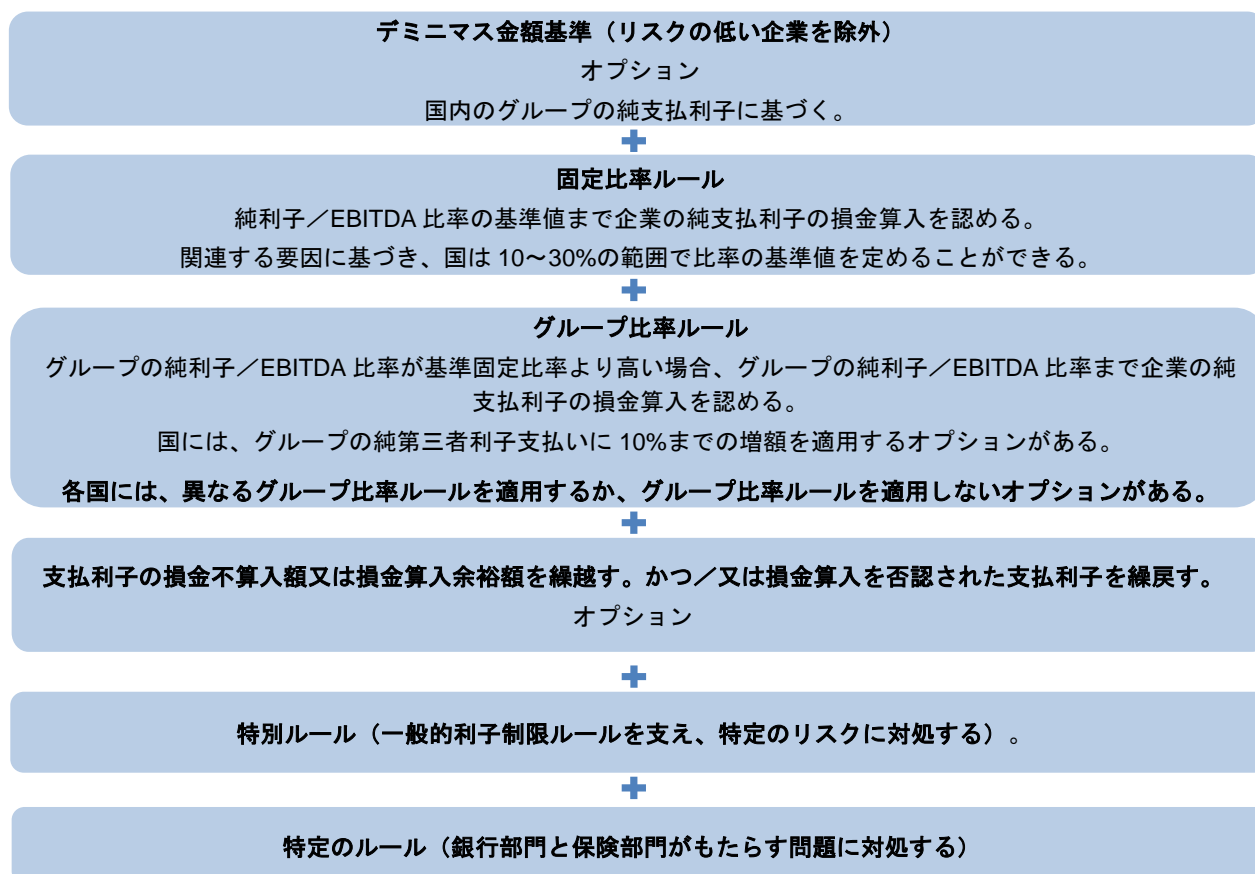 デミニマス金額基準（リスクの低い企業を除外）
オプション
国内のグループの純支払利子に基づく。
固定比率ルール
純利子／EBITDA 比率の基準値まで企業の純支払利子の損金算入を認める。
関連する要因に基づき、国は 10～30%の範囲で比率の基準値を定めることができる。
グループ比率ルール
グループの純利子／EBITDA 比率が基準固定比率より高い場合、グループの純利子／EBITDA 比率まで企業の純
支払利子の損金算入を認める。
国には、グループの純第三者利子支払いに 10%までの増額を適用するオプションがある。
各国には、異なるグループ比率ルールを適用するか、グループ比率ルールを適用しないオプションがある。
支払利子の損金不算入額又は損金算入余裕額を繰越す。かつ／又は損金算入を否認された支払利子を繰戻す。
オプション
特別ルール（一般的利子制限ルールを支え、特定のリスクに対処する）。
特定のルール（銀行部門と保険部門がもたらす問題に対処する）